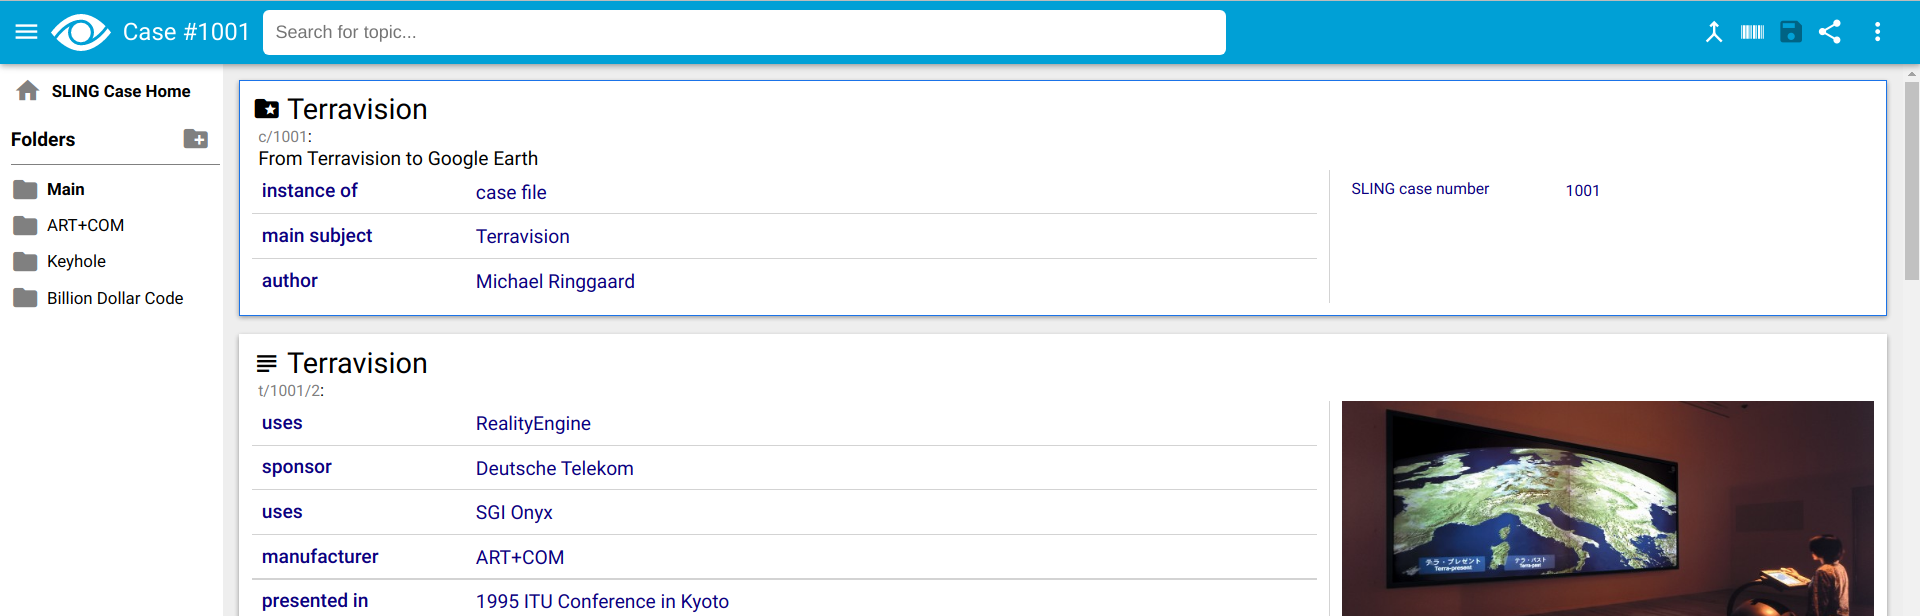 Case #1001
Search for topic...
SLING Case Home
Folders
Main
ART+COM
Keyhole
Billion Dollar Code
Terravision
c/1001:
From Terravision to Google Earth
instance of case file
main subject Terravision
author Michael Ringgaard
SLING case number 1001
Terravision
t/1001/2:
uses RealityEngine
sponsor Deutsche Telekom
uses SGI Onyx
manufacturer ART+COM
presented in 1995 ITU Conference in Kyoto
テラ・プレゼント
Terra-present
テラ・パスト
Terra-past